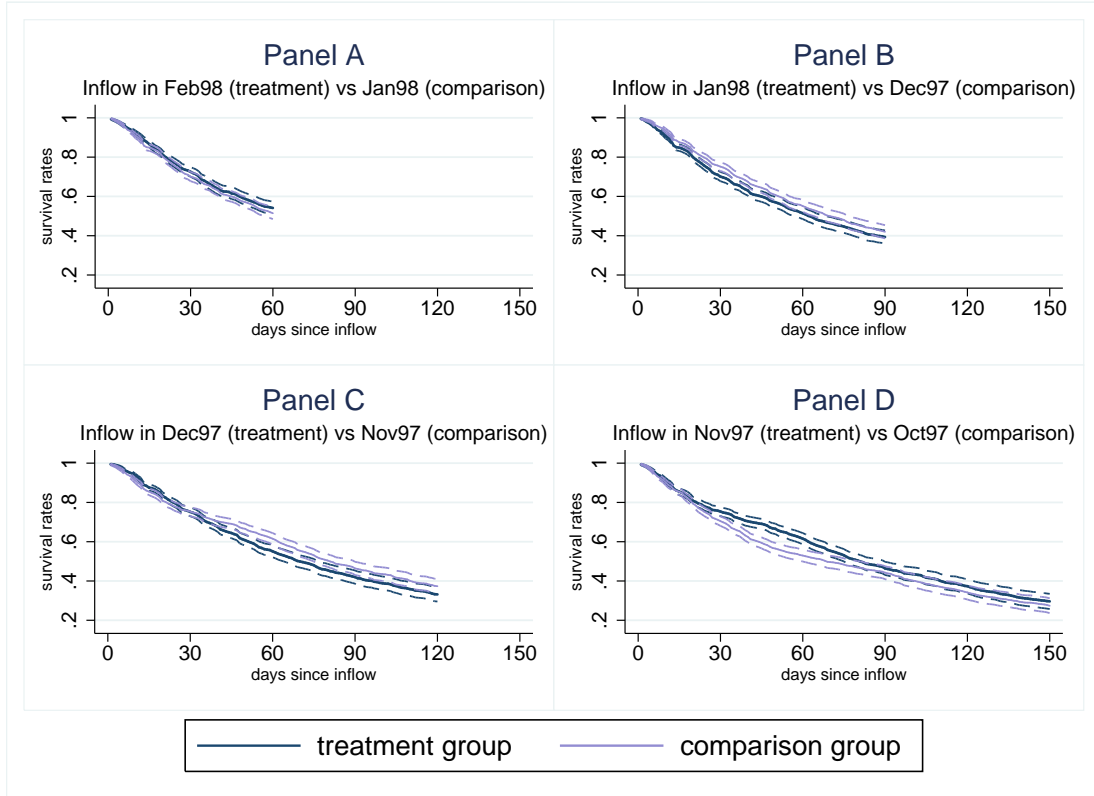 Panel A
Inflow in Feb98 (treatment) vs Jan98 (comparison)
survival rates
1
.8
.6
.4
.2
0 30 60 90 120 150
days since inflow
Panel B
Inflow in Jan98 (treatment) vs Dec97 (comparison)
survival rates
1
.8
.6
.4
.2
0 30 60 90 120 150
days since inflow
Panel C
Inflow in Dec97 (treatment) vs Nov97 (comparison)
survival rates
1
.8
.6
.4
.2
0 30 60 90 120 150
days since inflow
Panel D
Inflow in Nov97 (treatment) vs Oct97 (comparison)
survival rates
1
.8
.6
.4
.2
0 30 60 90 120 150
days since inflow
treatment group comparison group